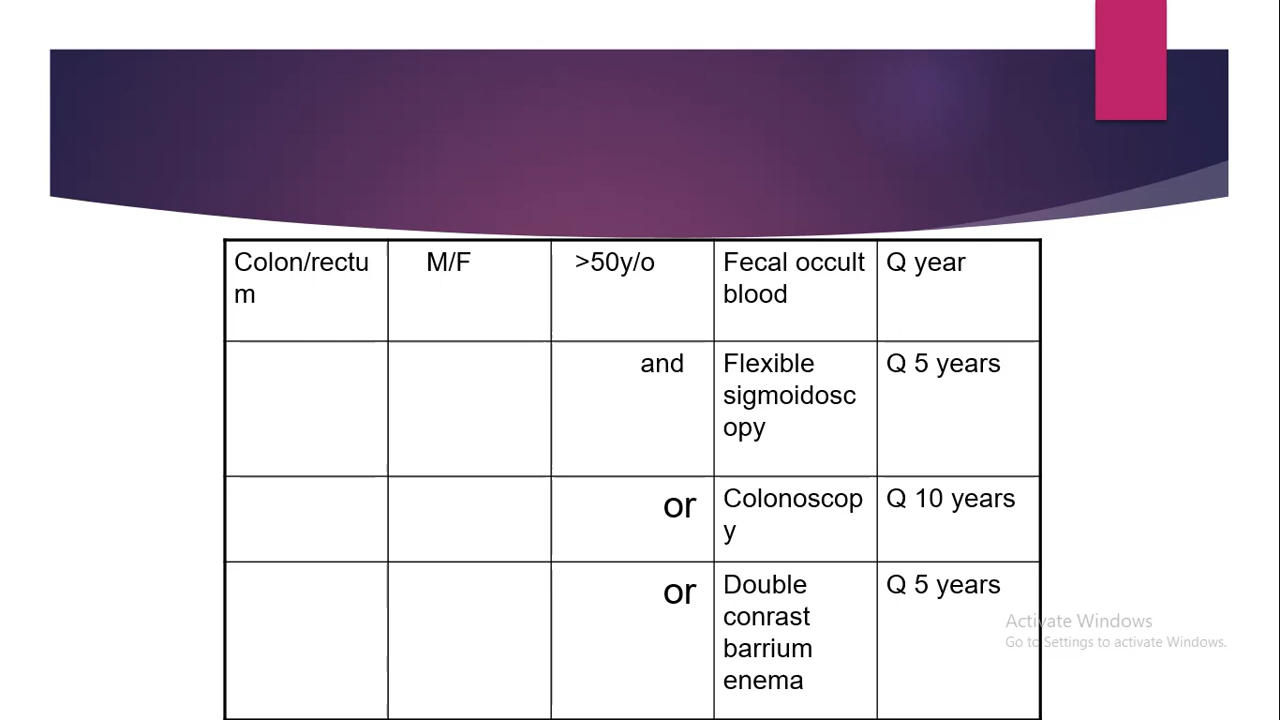 Colon/rectu
m
M/F
>50y/o
Fecal occult
blood
Q year
and
Flexible
sigmoidosc
opy
Q 5 years
or
Colonoscop
y
Q 10 years
or
Double
conrast
barrium
enema
Q 5 years
Activate Windows
Go to Settings to activate Windows.